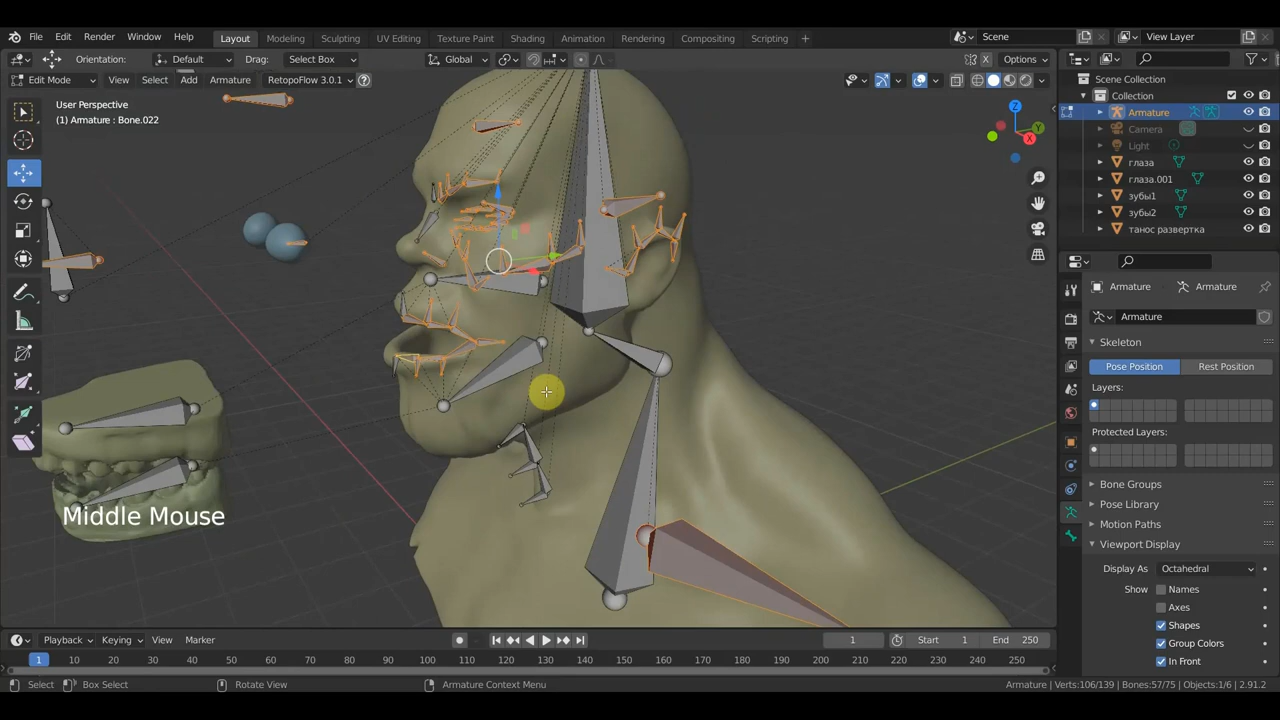 File Edit Render Window Help Layout Modeling Sculpting UV Editing Texture Paint Shading Animation Rendering Compositing Scripting + Scene View Layer
Orientation: Default Drag: Select Box Global Options
Edit Mode View Select Add Armature RetopoFlow 3.0.1
User Perspective
(1) Armature : Bone.022
X Y Z
Scene Collection
Collection
Armature
Camera
Light
глаза
глаза.001
зубы1
зубы2
танос развертка
Armature Armature
Armature
Skeleton
Pose Position Rest Position
Layers:
Protected Layers:
Bone Groups
Pose Library
Motion Paths
Viewport Display
Display As Octahedral
Show Names
Axes
Shapes
Group Colors
In Front
Middle Mouse
Playback Keying View Marker 1 Start 1 End 250
1 10 20 30 40 50 60 70 80 90 100 110 120 130 140 150 160 170 180 190 200 210 220 230 240 250
Select Box Select Rotate View Armature Context Menu Armature | Verts:106/139 | Bones:57/75 | Objects:1/6 | 2.91.2